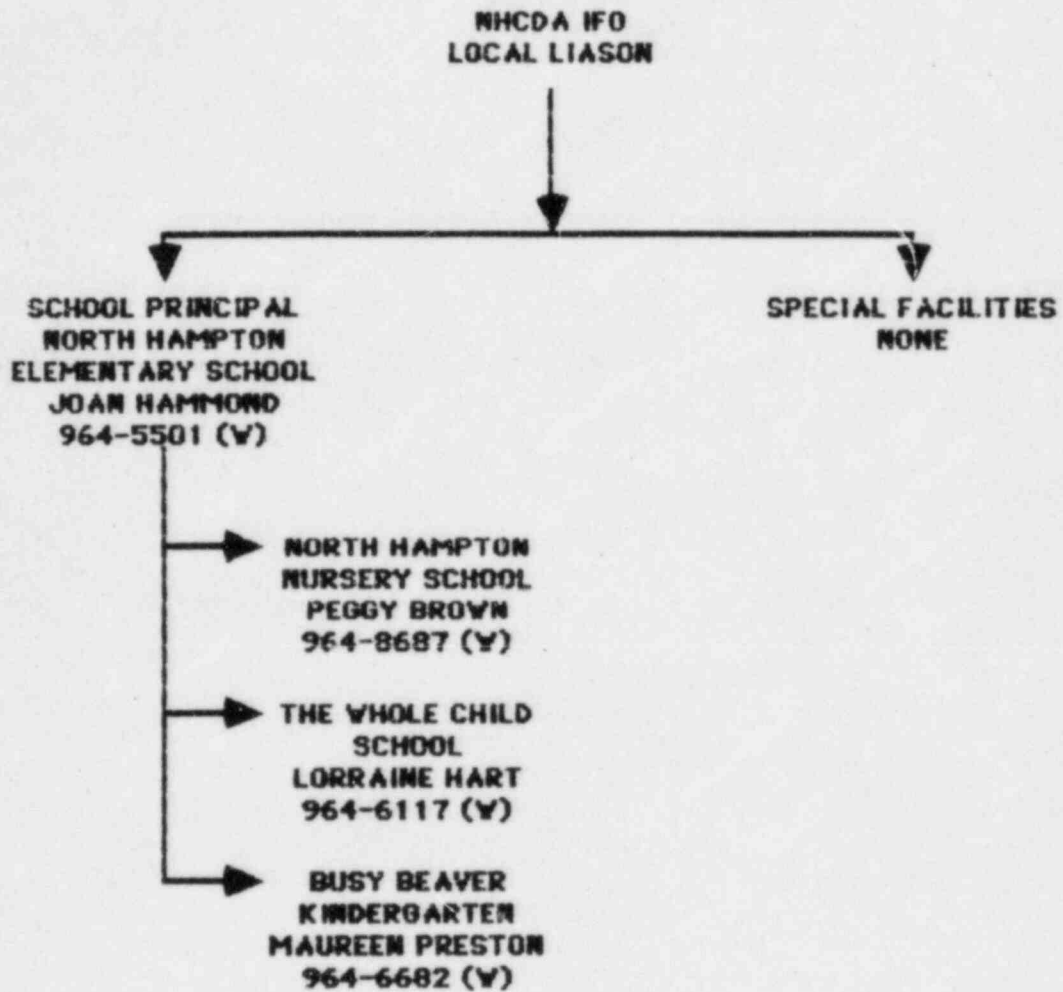 NHCDA IFO
LOCAL LIASON
SCHOOL PRINCIPAL
NORTH HAMPTON
ELEMENTARY SCHOOL
JOAN HAMMOND
964-5501 (W)
SPECIAL FACILITIES
NONE
NORTH HAMPTON
NURSERY SCHOOL
PEGGY BROWN
964-8687 (W)
THE WHOLE CHILD
SCHOOL
LORRAINE HART
964-6117 (W)
BUSY BEAVER
KINDERGARTEN
MAUREEN PRESTON
964-6682 (W)